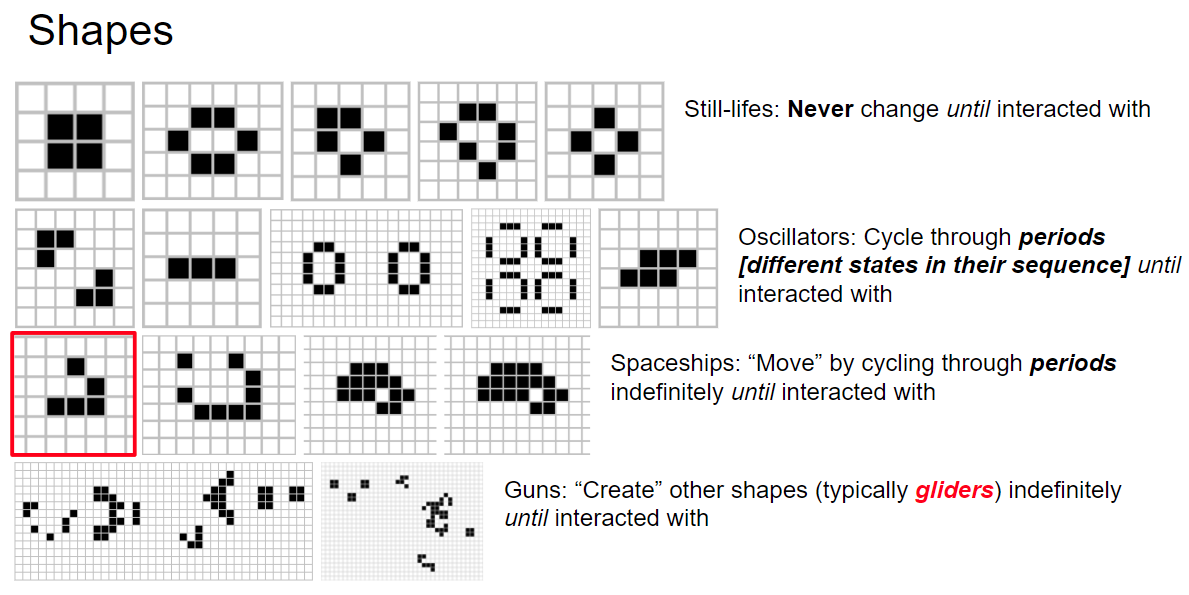 Shapes
Still-lifes: Never change until interacted with
Oscillators: Cycle through periods
[different states in their sequence] until
interacted with
Spaceships: “Move” by cycling through periods
indefinitely until interacted with
Guns: “Create” other shapes (typically gliders) indefinitely
until interacted with